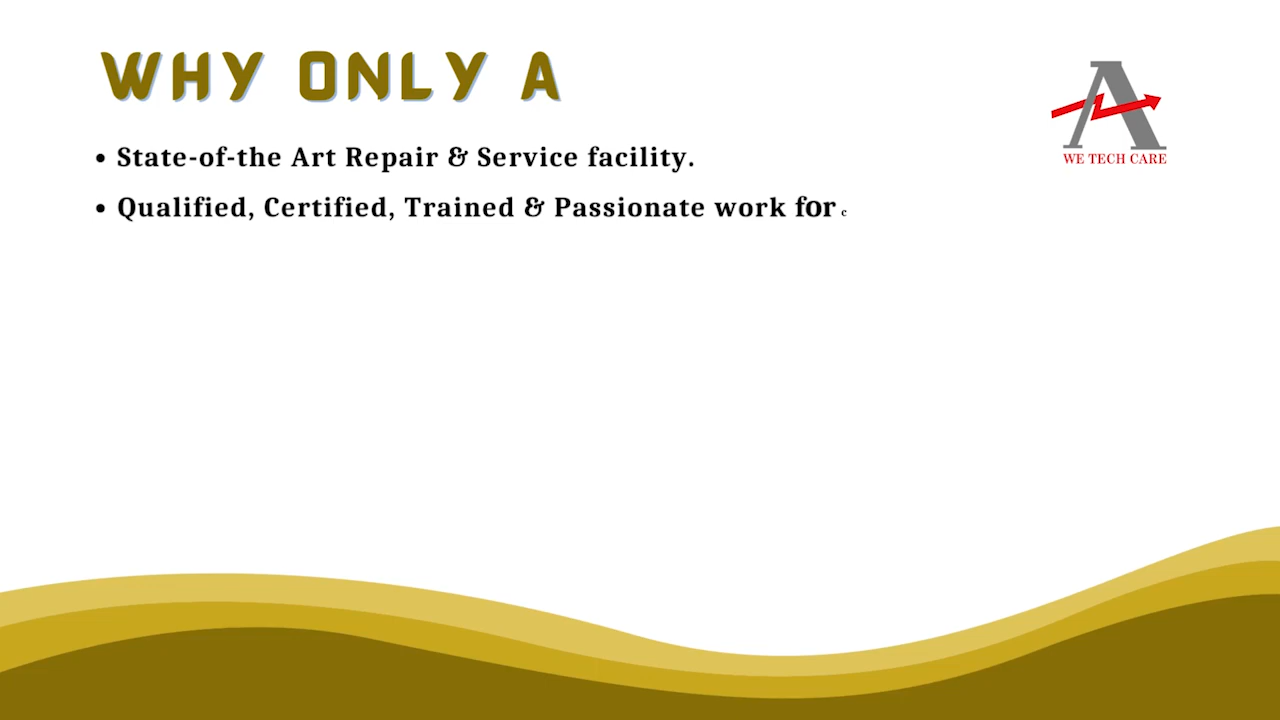 WHY ONLY A
• State-of-the Art Repair & Service facility.
• Qualified, Certified, Trained & Passionate work for c
A
WE TECH CARE